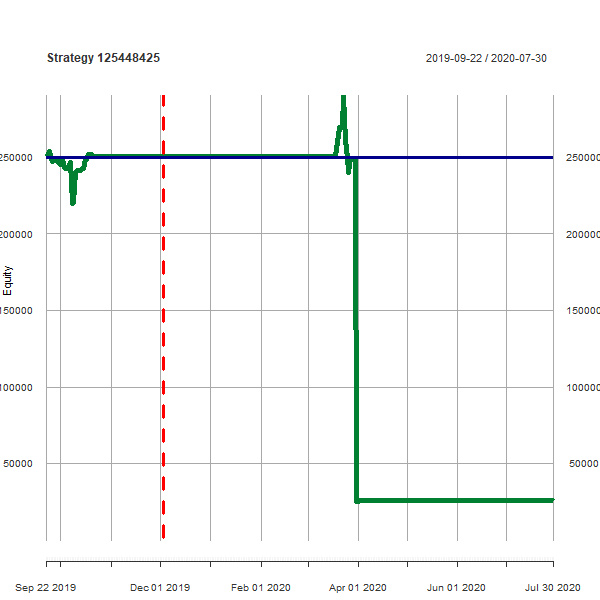 Strategy 125448425
2019-09-22 / 2020-07-30
250000
250000
200000
200000
Equity
150000
150000
100000
100000
50000
50000
Sep 22 2019
Dec 01 2019
Feb 01 2020
Apr 01 2020
Jun 01 2020
Jul 30 2020